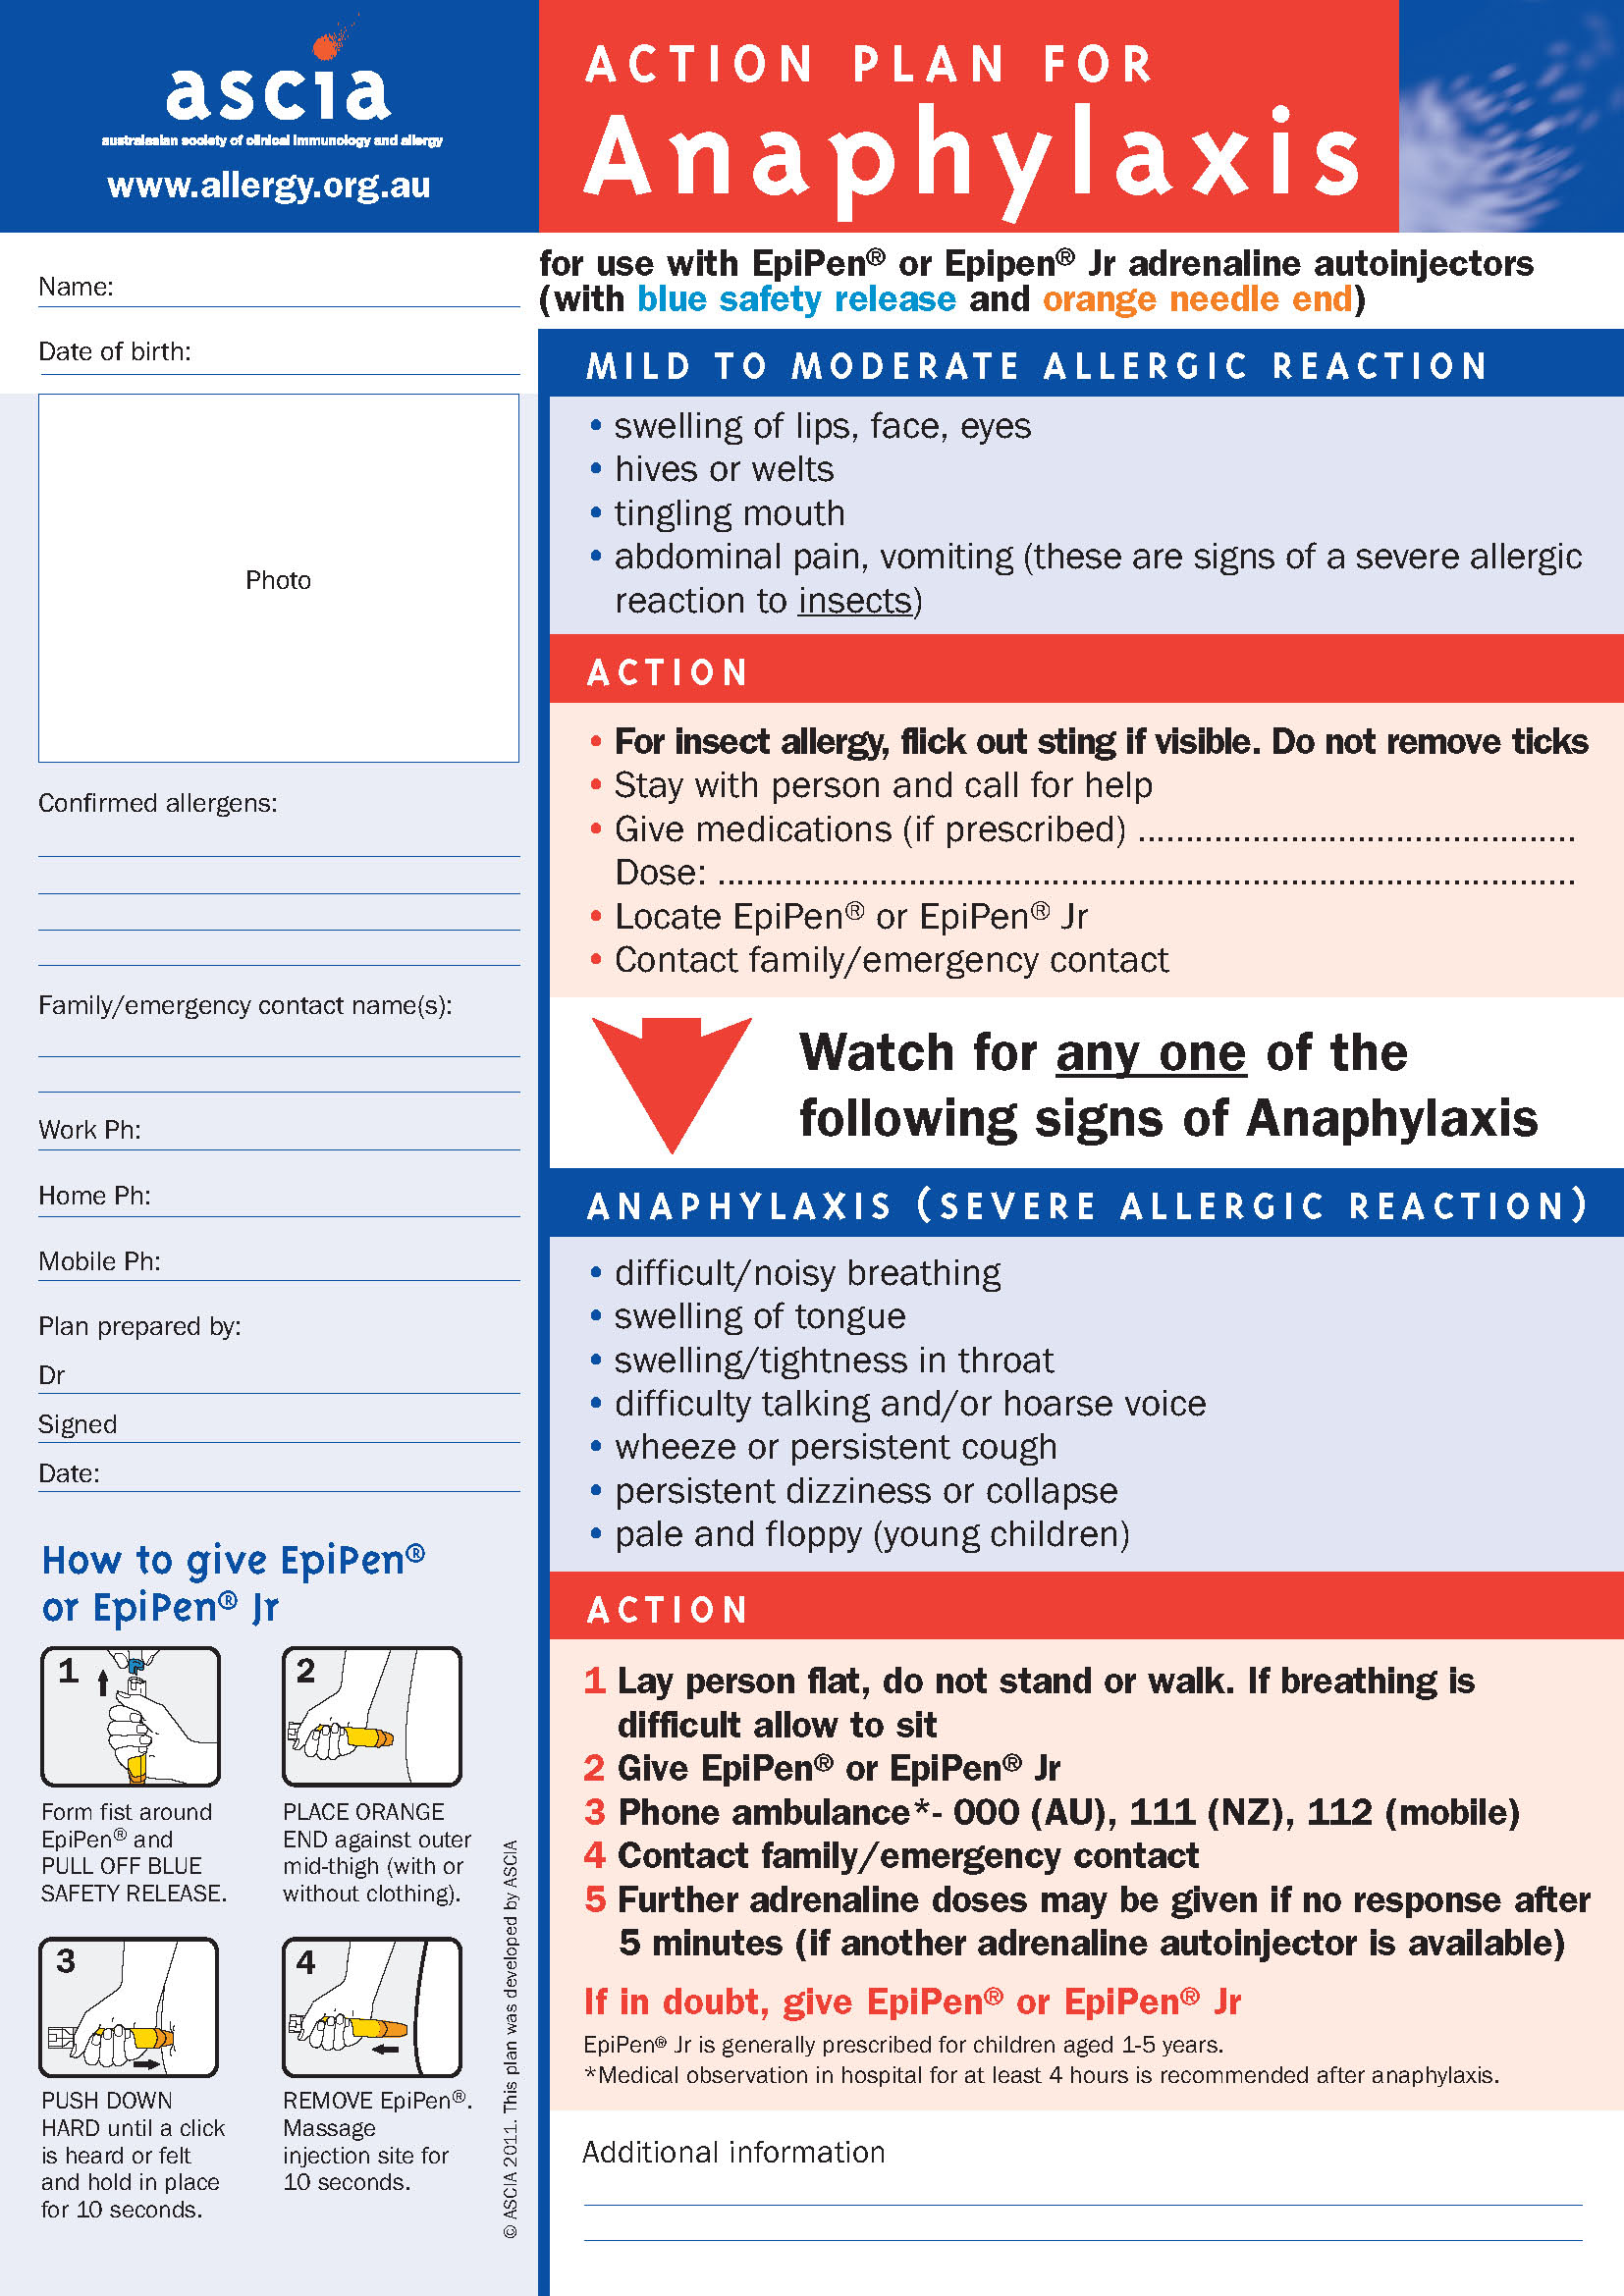 ascia
australasian society of clinical immunology and allergy
www.allergy.org.au
ACTION PLAN FOR
Anaphylaxis
for use with EpiPen® or Epipen® Jr adrenaline autoinjectors
(with blue safety release and orange needle end)
Name:
Date of birth:
Photo
Confirmed allergens:
Family/emergency contact name(s):
Work Ph:
Home Ph:
Mobile Ph:
Plan prepared by:
Dr
Signed
Date:
How to give EpiPen®
or EpiPen® Jr
1
Form fist around
EpiPen® and
PULL OFF BLUE
SAFETY RELEASE.
2
PLACE ORANGE
END against outer
mid-thigh (with or
without clothing).
3
PUSH DOWN
HARD until a click
is heard or felt
and hold in place
for 10 seconds.
4
REMOVE EpiPen®.
Massage
injection site for
10 seconds.
© ASCIA 2011. This plan was developed by ASCIA
MILD TO MODERATE ALLERGIC REACTION
• swelling of lips, face, eyes
• hives or welts
• tingling mouth
• abdominal pain, vomiting (these are signs of a severe allergic
reaction to insects)
ACTION
• For insect allergy, flick out sting if visible. Do not remove ticks
• Stay with person and call for help
• Give medications (if prescribed) ..............................................
Dose: ..........................................................................................
• Locate EpiPen® or EpiPen® Jr
• Contact family/emergency contact
Watch for any one of the
following signs of Anaphylaxis
ANAPHYLAXIS (SEVERE ALLERGIC REACTION)
• difficult/noisy breathing
• swelling of tongue
• swelling/tightness in throat
• difficulty talking and/or hoarse voice
• wheeze or persistent cough
• persistent dizziness or collapse
• pale and floppy (young children)
ACTION
1 Lay person flat, do not stand or walk. If breathing is
difficult allow to sit
2 Give EpiPen® or EpiPen® Jr
3 Phone ambulance*- 000 (AU), 111 (NZ), 112 (mobile)
4 Contact family/emergency contact
5 Further adrenaline doses may be given if no response after
5 minutes (if another adrenaline autoinjector is available)
If in doubt, give EpiPen® or EpiPen® Jr
EpiPen® Jr is generally prescribed for children aged 1-5 years.
*Medical observation in hospital for at least 4 hours is recommended after anaphylaxis.
Additional information